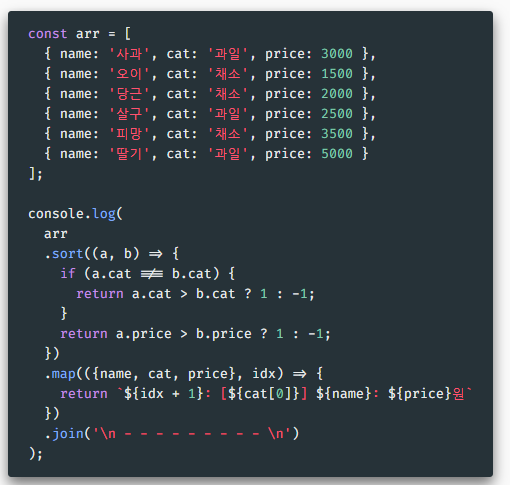 const arr = [
  { name: '사과', cat: '과일', price: 3000 },
  { name: '오이', cat: '채소', price: 1500 },
  { name: '당근', cat: '채소', price: 2000 },
  { name: '살구', cat: '과일', price: 2500 },
  { name: '피망', cat: '채소', price: 3500 },
  { name: '딸기', cat: '과일', price: 5000 }
];

console.log(
  arr
  .sort((a, b) => {
    if (a.cat !== b.cat) {
      return a.cat > b.cat ? 1 : -1;
    }
    return a.price > b.price ? 1 : -1;
  })
  .map(({name, cat, price}, idx) => {
    return `${idx + 1}: [${cat[0]}] ${name}: ${price}원`
  })
  .join('\n - - - - - - - - - \n')
);